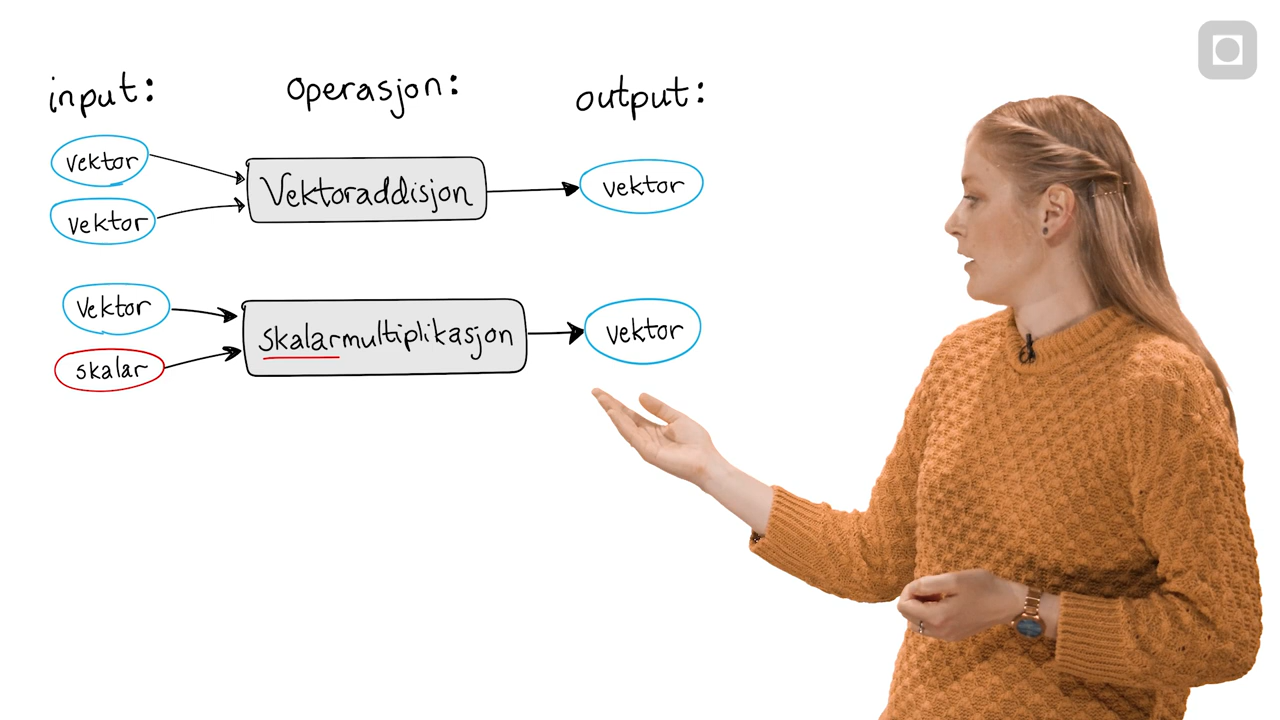 input: operasjon: output:
vektor
vektor
Vektoraddisjon
vektor
vektor
skalar
skalarmultiplikasjon
vektor